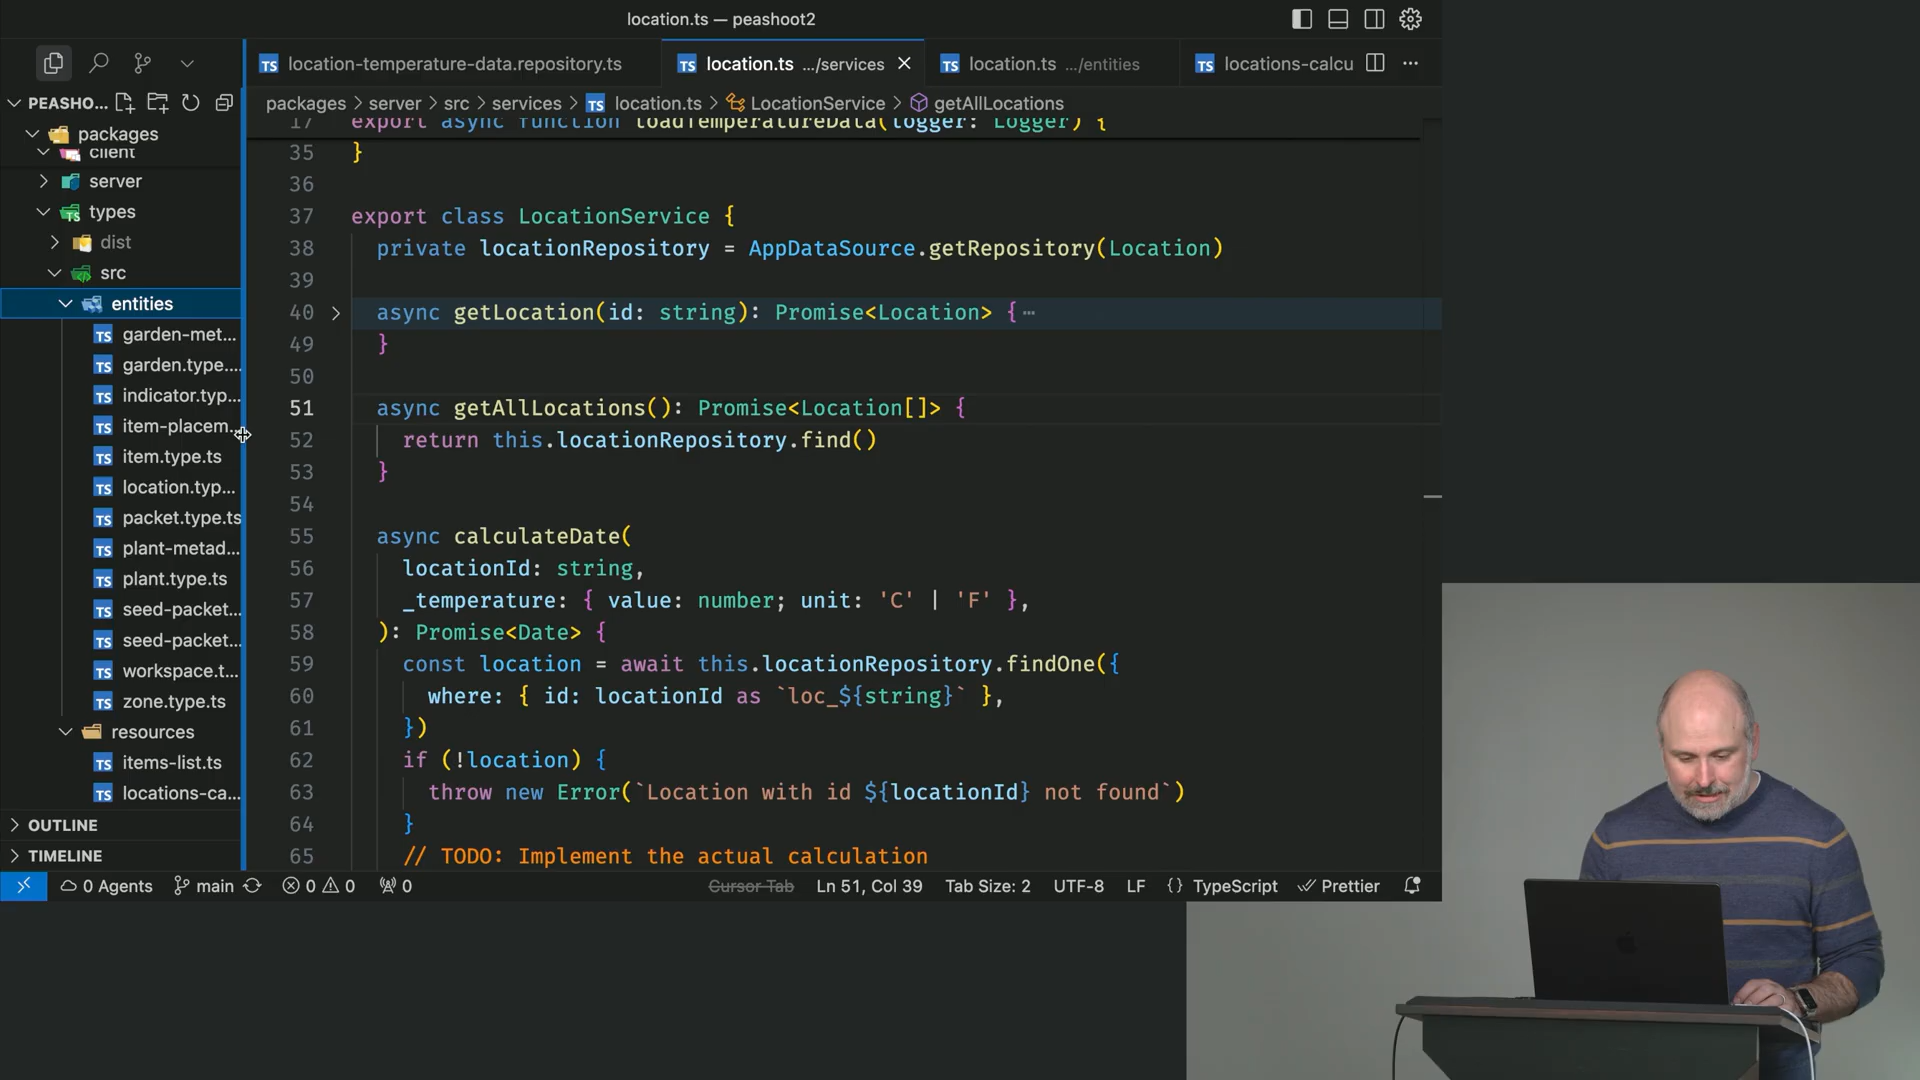 location.ts — peashoot2
location-temperature-data.repository.ts
location.ts .../services
location.ts .../entities
locations-calcu
PEASHO...
packages > server > src > services > location.ts > LocationService > getAllLocations
packages
client
server
types
dist
src
entities
garden-met...
garden.type....
indicator.typ...
item-placem...
item.type.ts
location.typ...
packet.type.ts
plant-metad...
plant.type.ts
seed-packet...
seed-packet...
workspace.t...
zone.type.ts
resources
items-list.ts
locations-ca...
OUTLINE
TIMELINE
17 export async function loadTemperatureData(logger: Logger) {
35 }
36
37 export class LocationService {
38 private locationRepository = AppDataSource.getRepository(Location)
39
40 async getLocation(id: string): Promise<Location> {⋯
49 }
50
51 async getAllLocations(): Promise<Location[]> {
52 return this.locationRepository.find()
53 }
54
55 async calculateDate(
56 locationId: string,
57 _temperature: { value: number; unit: 'C' | 'F' },
58 ): Promise<Date> {
59 const location = await this.locationRepository.findOne({
60 where: { id: locationId as `loc_${string}` },
61 })
62 if (!location) {
63 throw new Error(`Location with id ${locationId} not found`)
64 }
65 // TODO: Implement the actual calculation
0 Agents
main
0 0
0
Cursor Tab
Ln 51, Col 39
Tab Size: 2
UTF-8
LF
{} TypeScript
Prettier